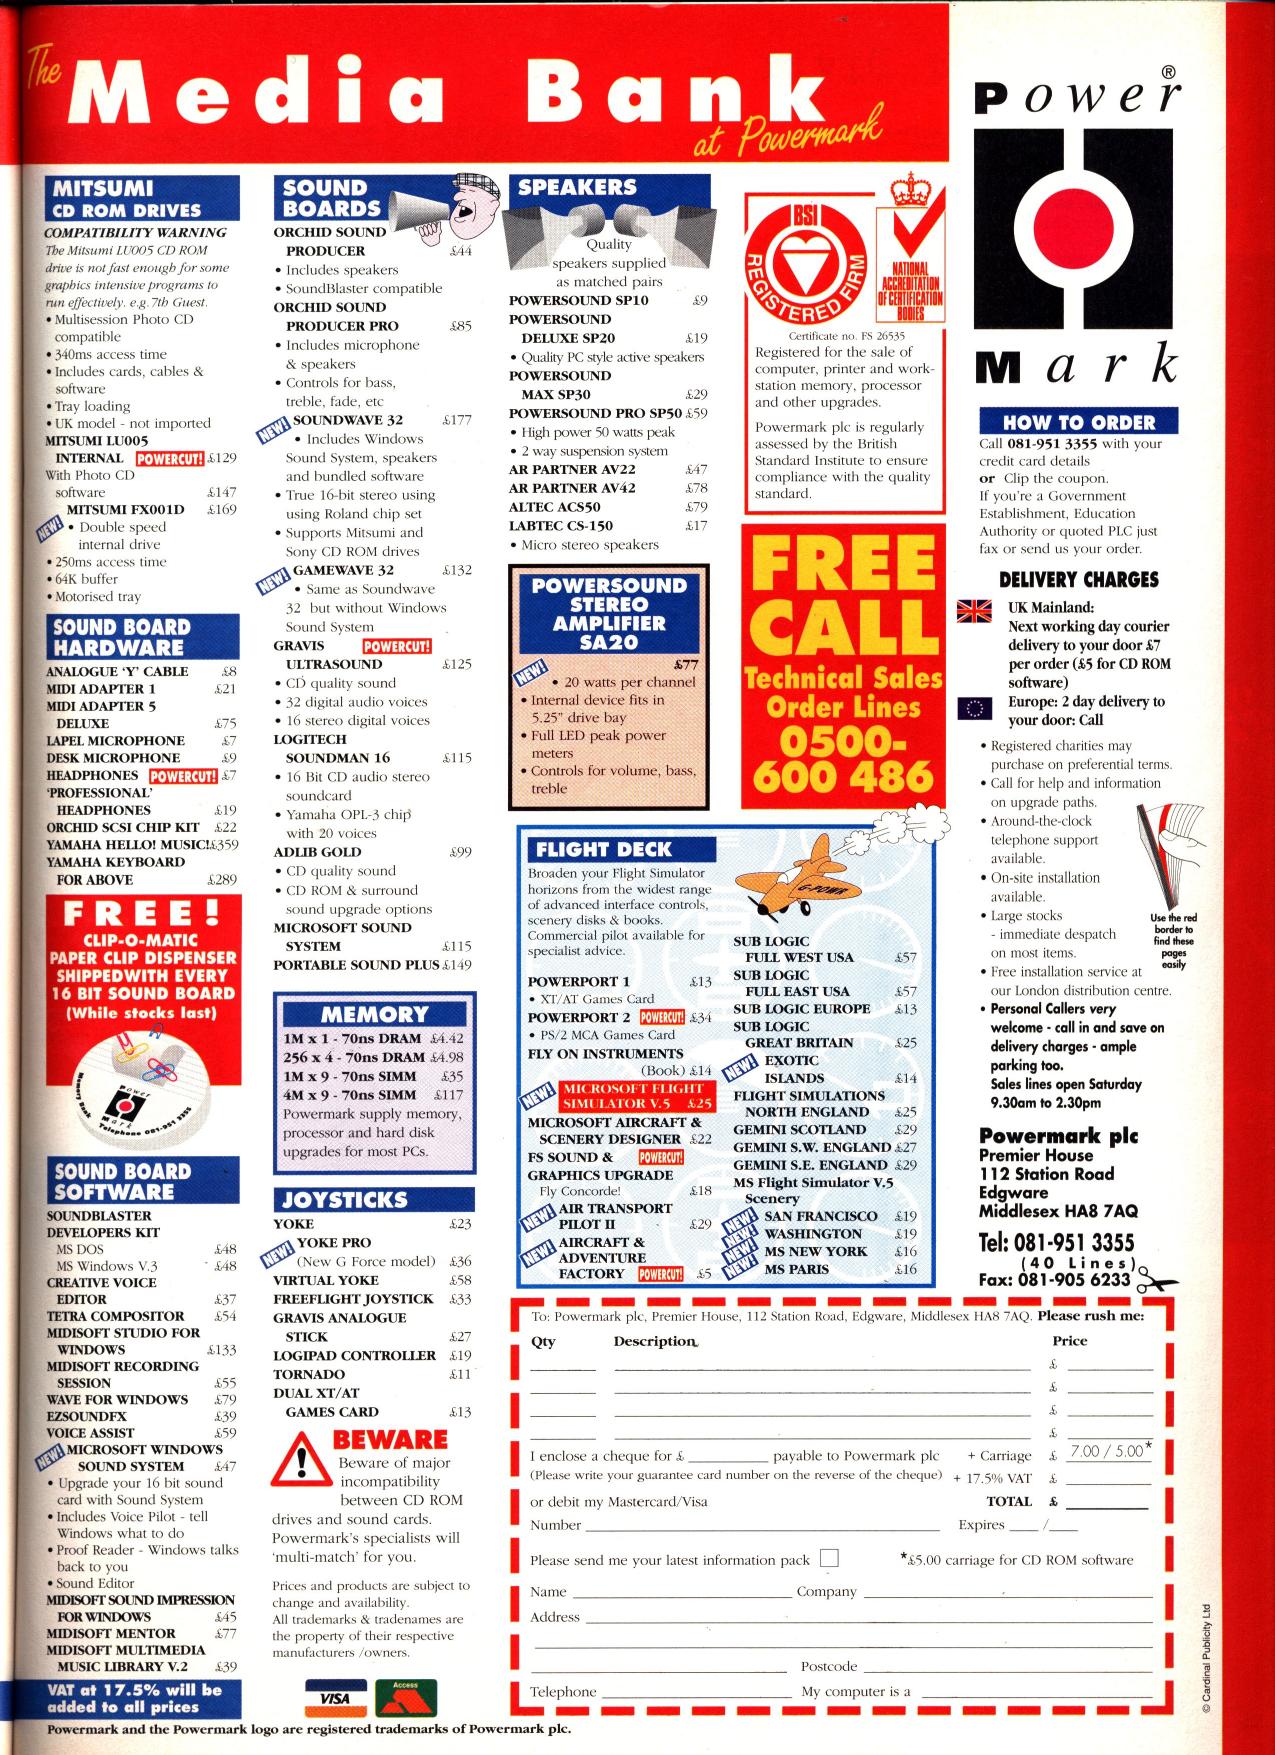 The
Media Bank
at Powermark
MITSUMI
CD ROM DRIVES
COMPATIBILITY WARNING
The Mitsumi LU005 CD ROM
drive is not fast enough for some
graphics intensive programs to
run effectively. e.g. 7th Guest.
• Multisession Photo CD
compatible
• 340ms access time
• Includes cards, cables &
software
• Tray loading
• UK model - not imported
MITSUMI LU005
INTERNAL POWERCUT! £129
With Photo CD
software £147
MITSUMI FX001D £169
NEW! • Double speed
internal drive
• 250ms access time
• 64K buffer
• Motorised tray
SOUND BOARD
HARDWARE
ANALOGUE 'Y' CABLE £8
MIDI ADAPTER 1 £21
MIDI ADAPTER 5
DELUXE £75
LAPEL MICROPHONE £7
DESK MICROPHONE £9
HEADPHONES POWERCUT! £7
'PROFESSIONAL'
HEADPHONES £19
ORCHID SCSI CHIP KIT £22
YAMAHA HELLO! MUSIC! £359
YAMAHA KEYBOARD
FOR ABOVE £289
FREE!
CLIP-O-MATIC
PAPER CLIP DISPENSER
SHIPPEDWITH EVERY
16 BIT SOUND BOARD
(While stocks last)
Power
Mark
Memory Bank
Telephone 081-951 3355
SOUND BOARD
SOFTWARE
SOUNDBLASTER
DEVELOPERS KIT
MS DOS £48
MS Windows V.3 £48
CREATIVE VOICE
EDITOR £37
TETRA COMPOSITOR £54
MIDISOFT STUDIO FOR
WINDOWS £133
MIDISOFT RECORDING
SESSION £55
WAVE FOR WINDOWS £79
EZSOUNDFX £39
VOICE ASSIST £59
NEW! MICROSOFT WINDOWS
SOUND SYSTEM £47
• Upgrade your 16 bit sound
card with Sound System
• Includes Voice Pilot - tell
Windows what to do
• Proof Reader - Windows talks
back to you
• Sound Editor
MIDISOFT SOUND IMPRESSION
FOR WINDOWS £45
MIDISOFT MENTOR £77
MIDISOFT MULTIMEDIA
MUSIC LIBRARY V.2 £39
VAT at 17.5% will be
added to all prices
SOUND
BOARDS
ORCHID SOUND
PRODUCER £44
• Includes speakers
• SoundBlaster compatible
ORCHID SOUND
PRODUCER PRO £85
• Includes microphone
& speakers
• Controls for bass,
treble, fade, etc
NEW! SOUNDWAVE 32 £177
• Includes Windows
Sound System, speakers
and bundled software
• True 16-bit stereo using
using Roland chip set
• Supports Mitsumi and
Sony CD ROM drives
NEW! GAMEWAVE 32 £132
• Same as Soundwave
32 but without Windows
Sound System
GRAVIS POWERCUT!
ULTRASOUND £125
• CD quality sound
• 32 digital audio voices
• 16 stereo digital voices
LOGITECH
SOUNDMAN 16 £115
• 16 Bit CD audio stereo
soundcard
• Yamaha OPL-3 chip
with 20 voices
ADLIB GOLD £99
• CD quality sound
• CD ROM & surround
sound upgrade options
MICROSOFT SOUND
SYSTEM £115
PORTABLE SOUND PLUS £149
MEMORY
1M x 1 - 70ns DRAM £4.42
256 x 4 - 70ns DRAM £4.98
1M x 9 - 70ns SIMM £35
4M x 9 - 70ns SIMM £117
Powermark supply memory,
processor and hard disk
upgrades for most PCs.
JOYSTICKS
YOKE £23
NEW! YOKE PRO
(New G Force model) £36
VIRTUAL YOKE £58
FREEFLIGHT JOYSTICK £33
GRAVIS ANALOGUE
STICK £27
LOGIPAD CONTROLLER £19
TORNADO £11
DUAL XT/AT
GAMES CARD £13
! BEWARE
Beware of major
incompatibility
between CD ROM
drives and sound cards.
Powermark's specialists will
'multi-match' for you.
Prices and products are subject to
change and availability.
All trademarks & tradenames are
the property of their respective
manufacturers /owners.
VISA
Access
SPEAKERS
Quality
speakers supplied
as matched pairs
POWERSOUND SP10 £9
POWERSOUND
DELUXE SP20 £19
• Quality PC style active speakers
POWERSOUND
MAX SP30 £29
POWERSOUND PRO SP50 £59
• High power 50 watts peak
• 2 way suspension system
AR PARTNER AV22 £47
AR PARTNER AV42 £78
ALTEC ACS50 £79
LABTEC CS-150 £17
• Micro stereo speakers
POWERSOUND
STEREO
AMPLIFIER
SA20
£77
NEW! • 20 watts per channel
• Internal device fits in
5.25" drive bay
• Full LED peak power
meters
• Controls for volume, bass,
treble
BSI
REGISTERED FIRM
NATIONAL
ACCREDITATION
OF CERTIFICATION
BODIES
Certificate no. FS 26535
Registered for the sale of
computer, printer and work-
station memory, processor
and other upgrades.
Powermark plc is regularly
assessed by the British
Standard Institute to ensure
compliance with the quality
standard.
FREE
CALL
Technical Sales
Order Lines
0500-
600 486
FLIGHT DECK
G-POWR
Broaden your Flight Simulator
horizons from the widest range
of advanced interface controls,
scenery disks & books.
Commercial pilot available for
specialist advice.
POWERPORT 1 £13
• XT/AT Games Card
POWERPORT 2 POWERCUT! £34
• PS/2 MCA Games Card
FLY ON INSTRUMENTS
(Book) £14
NEW! MICROSOFT FLIGHT
SIMULATOR V.5 £25
MICROSOFT AIRCRAFT &
SCENERY DESIGNER £22
FS SOUND & POWERCUT!
GRAPHICS UPGRADE
Fly Concorde! £18
NEW! AIR TRANSPORT
PILOT II £29
NEW! AIRCRAFT &
ADVENTURE
FACTORY POWERCUT! £5
SUB LOGIC
FULL WEST USA £57
SUB LOGIC
FULL EAST USA £57
SUB LOGIC EUROPE £13
SUB LOGIC
GREAT BRITAIN £25
NEW! EXOTIC
ISLANDS £14
FLIGHT SIMULATIONS
NORTH ENGLAND £25
GEMINI SCOTLAND £29
GEMINI S.W. ENGLAND £27
GEMINI S.E. ENGLAND £29
MS Flight Simulator V.5
Scenery
NEW! SAN FRANCISCO £19
NEW! WASHINGTON £19
NEW! MS NEW YORK £16
NEW! MS PARIS £16
Power ®
Mark
HOW TO ORDER
Call 081-951 3355 with your
credit card details
or Clip the coupon.
If you're a Government
Establishment, Education
Authority or quoted PLC just
fax or send us your order.
DELIVERY CHARGES
UK Mainland:
Next working day courier
delivery to your door £7
per order (£5 for CD ROM
software)
Europe: 2 day delivery to
your door: Call
• Registered charities may
purchase on preferential terms.
• Call for help and information
on upgrade paths.
• Around-the-clock
telephone support
available.
• On-site installation
available.
• Large stocks
- immediate despatch
on most items.
• Free installation service at
our London distribution centre.
• Personal Callers very
welcome - call in and save on
delivery charges - ample
parking too.
Sales lines open Saturday
9.30am to 2.30pm
Use the red
border to
find these
pages
easily
Powermark plc
Premier House
112 Station Road
Edgware
Middlesex HA8 7AQ
Tel: 081-951 3355
(40 Lines)
Fax: 081-905 6233
To: Powermark plc, Premier House, 112 Station Road, Edgware, Middlesex HA8 7AQ. Please rush me:
Qty Description Price
£
£
£
£
I enclose a cheque for £ payable to Powermark plc + Carriage £ 7.00 / 5.00*
(Please write your guarantee card number on the reverse of the cheque) + 17.5% VAT £
or debit my Mastercard/Visa TOTAL £
Number Expires /
Please send me your latest information pack *£5.00 carriage for CD ROM software
Name Company
Address
Postcode
Telephone My computer is a
© Cardinal Publicity Ltd
Powermark and the Powermark logo are registered trademarks of Powermark plc.